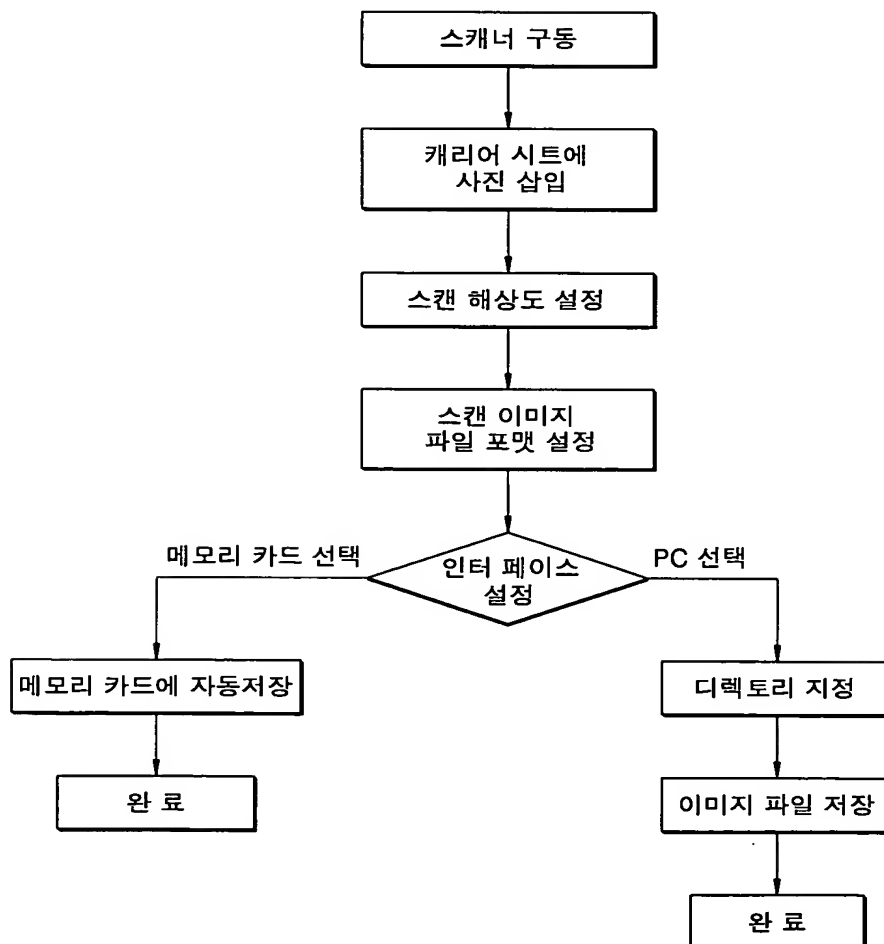 스캐너 구동
캐리어 시트에
사진 삽입
스캔 해상도 설정
스캔 이미지
파일 포맷 설정
메모리 카드 선택
인터 페이스
설정
PC 선택
메모리 카드에 자동저장
디렉토리 지정
완 료
이미지 파일 저장
완 료